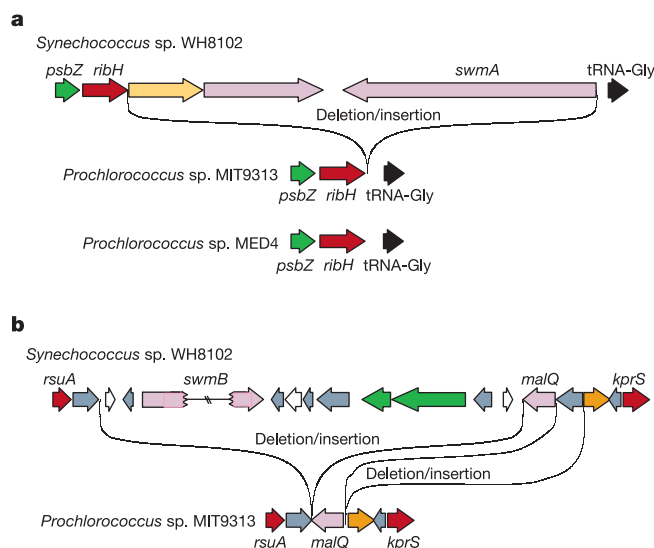 a
Synechococcus sp. WH8102
psbZ ribH swmA tRNA-Gly
Deletion/insertion
Prochlorococcus sp. MIT9313
psbZ ribH tRNA-Gly
Prochlorococcus sp. MED4
psbZ ribH tRNA-Gly
b
Synechococcus sp. WH8102
rsuA swmB malQ kprS
Deletion/insertion
Deletion/insertion
Prochlorococcus sp. MIT9313
rsuA malQ kprS